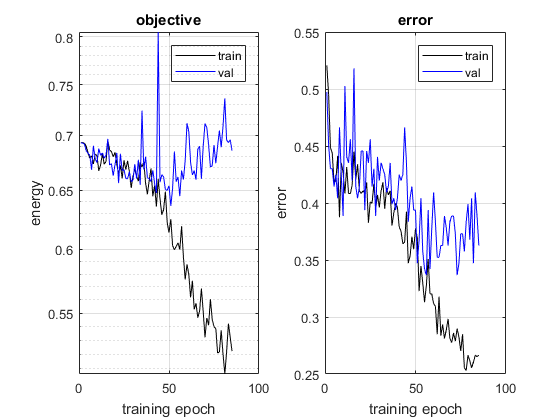 objective
energy
0.8
0.75
0.7
0.65
0.6
0.55
0
50
100
training epoch
train
val
error
error
0.55
0.5
0.45
0.4
0.35
0.3
0.25
0
50
100
training epoch
train
val